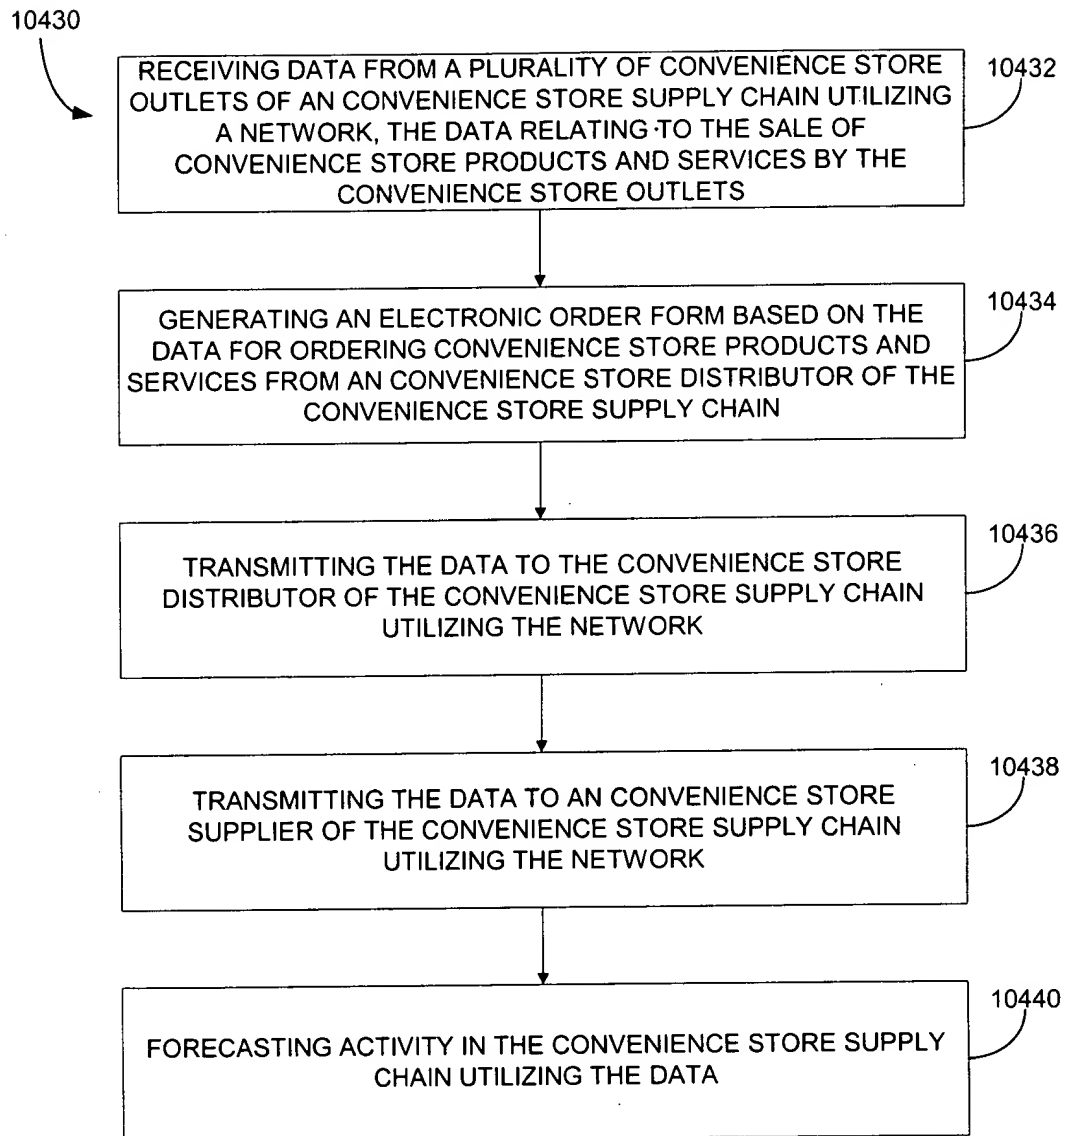 10430
RECEIVING DATA FROM A PLURALITY OF CONVENIENCE STORE
OUTLETS OF AN CONVENIENCE STORE SUPPLY CHAIN UTILIZING
A NETWORK, THE DATA RELATING TO THE SALE OF
CONVENIENCE STORE PRODUCTS AND SERVICES BY THE
CONVENIENCE STORE OUTLETS
10432
GENERATING AN ELECTRONIC ORDER FORM BASED ON THE
DATA FOR ORDERING CONVENIENCE STORE PRODUCTS AND
SERVICES FROM AN CONVENIENCE STORE DISTRIBUTOR OF THE
CONVENIENCE STORE SUPPLY CHAIN
10434
TRANSMITTING THE DATA TO THE CONVENIENCE STORE
DISTRIBUTOR OF THE CONVENIENCE STORE SUPPLY CHAIN
UTILIZING THE NETWORK
10436
TRANSMITTING THE DATA TO AN CONVENIENCE STORE
SUPPLIER OF THE CONVENIENCE STORE SUPPLY CHAIN
UTILIZING THE NETWORK
10438
FORECASTING ACTIVITY IN THE CONVENIENCE STORE SUPPLY
CHAIN UTILIZING THE DATA
10440